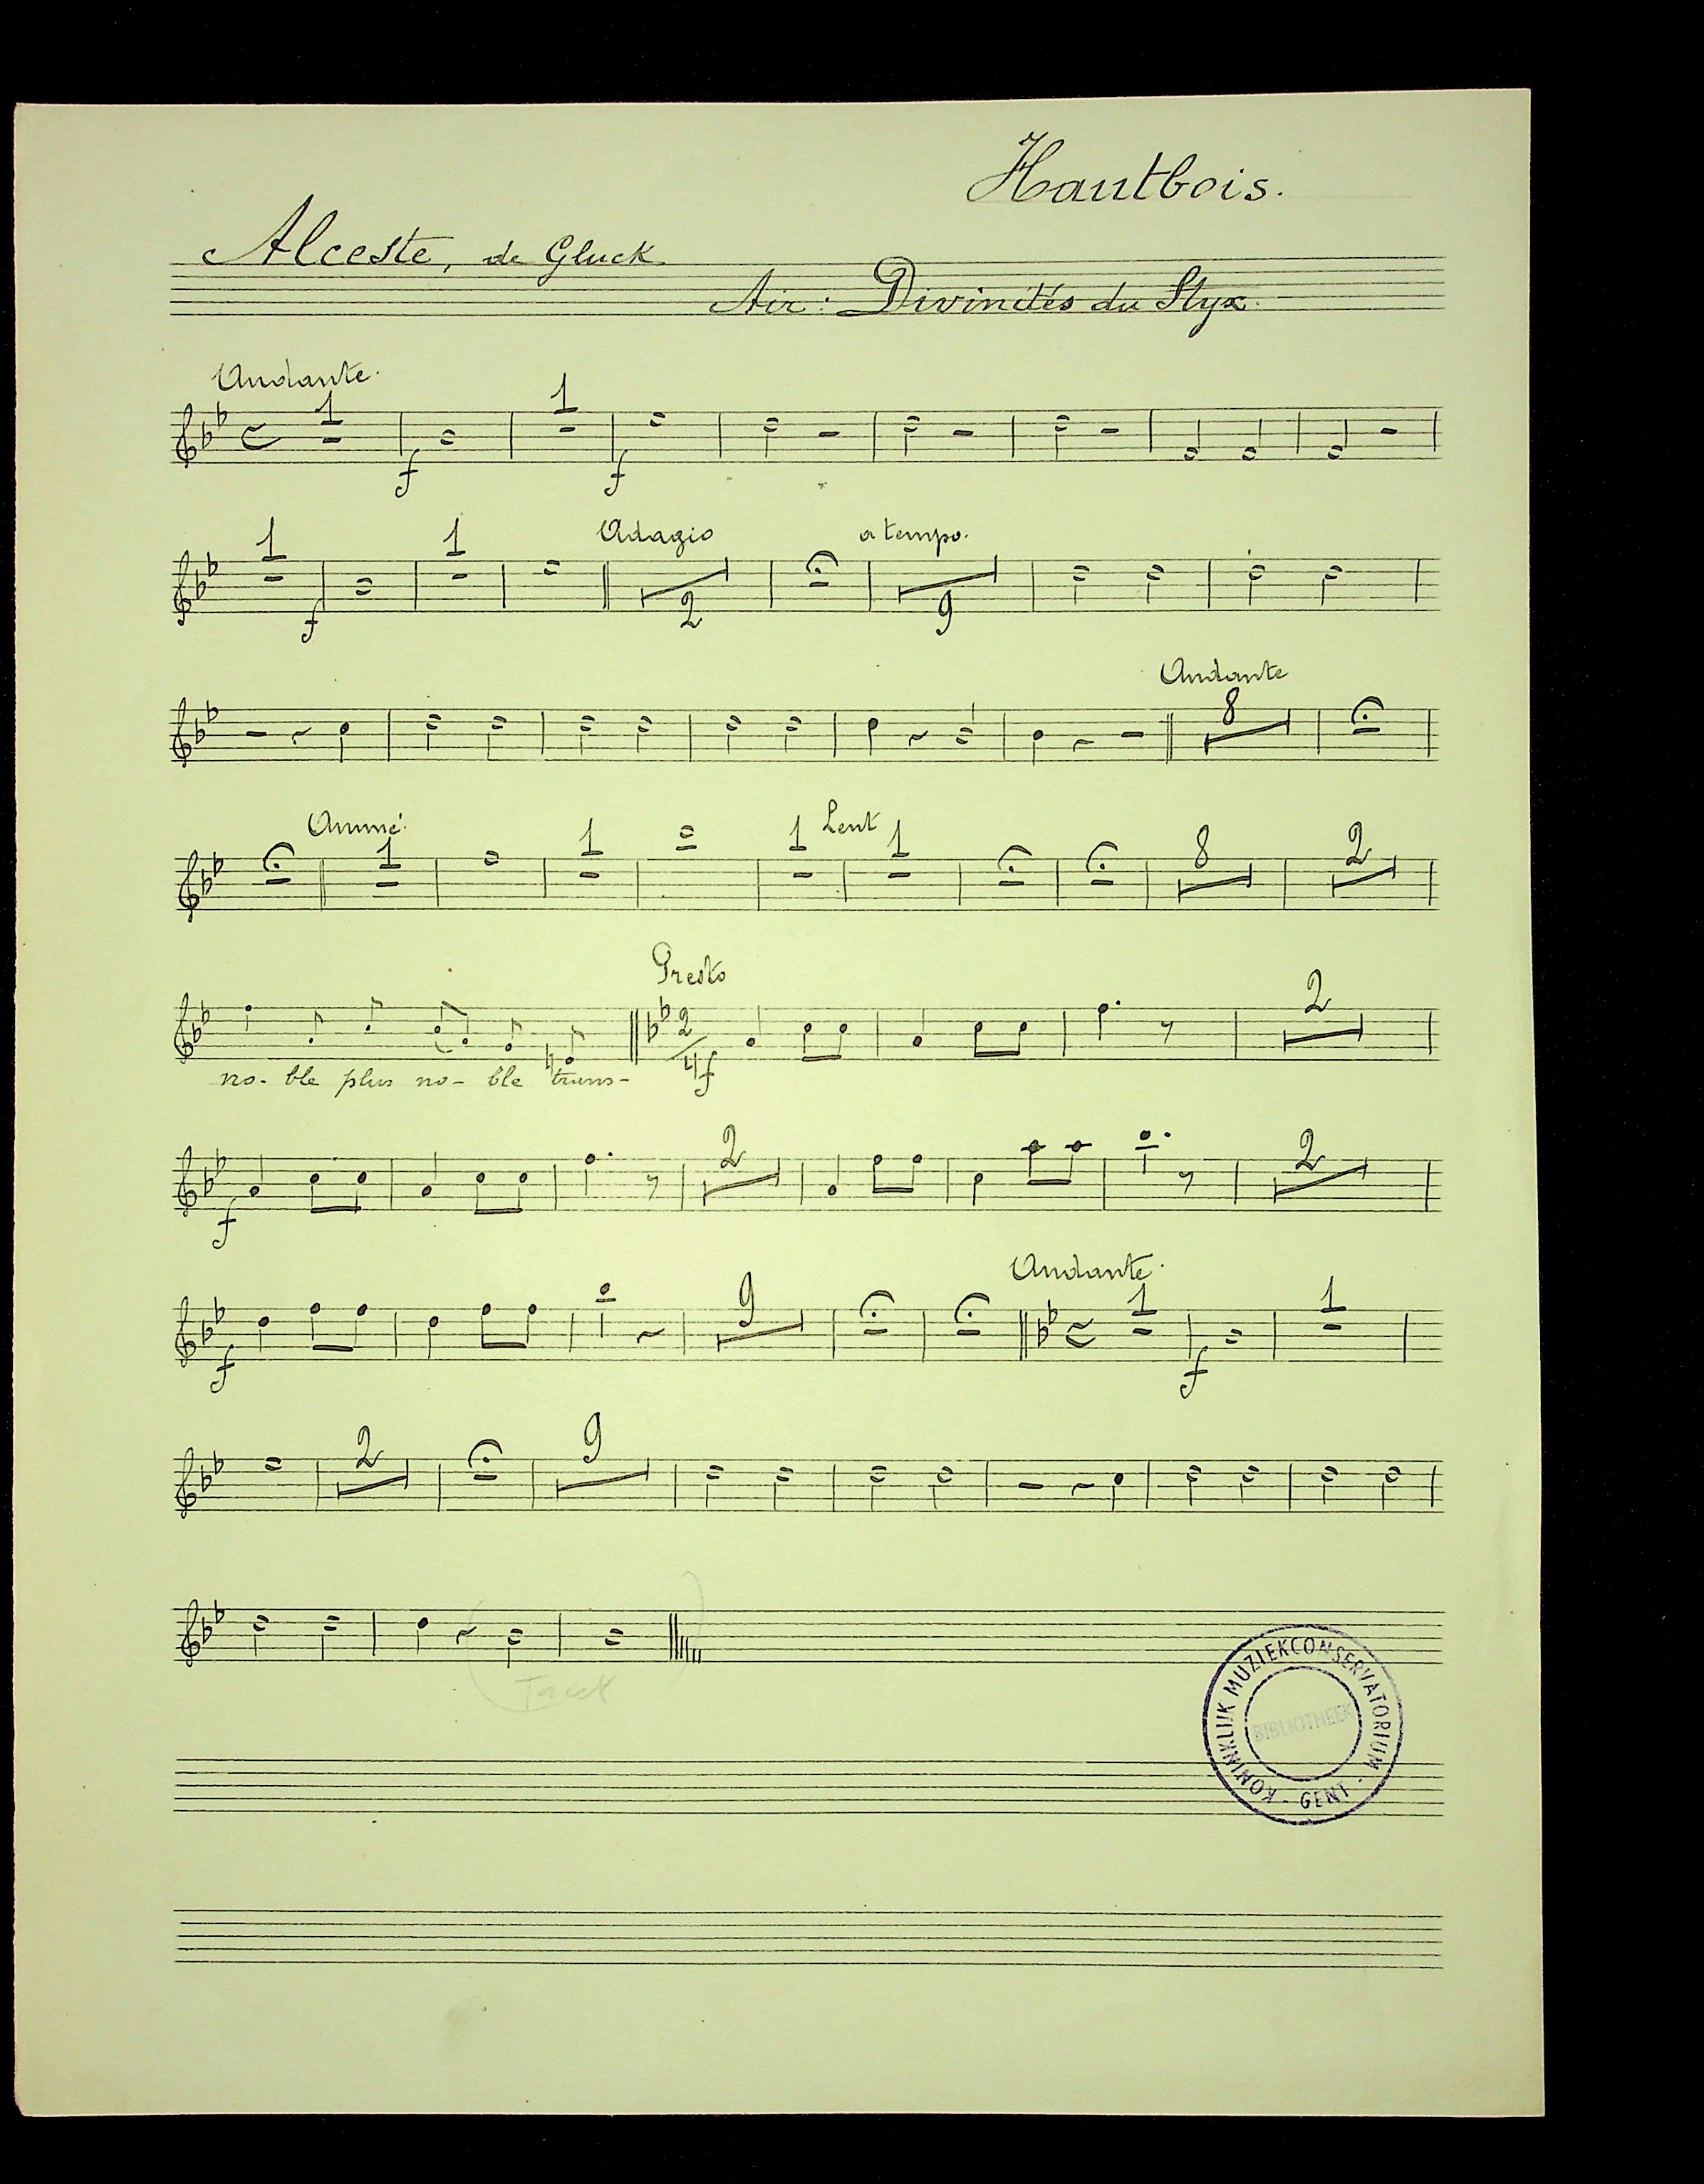 Hautbois.
Alceste, de Gluck
Air: Divinités du Styx.
Andante.
1
1
f
f
1
1
Adagio
a tempo.
f
2
9
Andante
8
Animé.
Lent
1
1
1
1
8
2
Presto
2
2/4
f
no- ble plus no- ble trans-
2
2
f
Andante.
9
1
1
f
f
2
9
Tacet
KONINKLIJK MUZIEKCONSERVATORIUM - GENT -
BIBLIOTHEEK